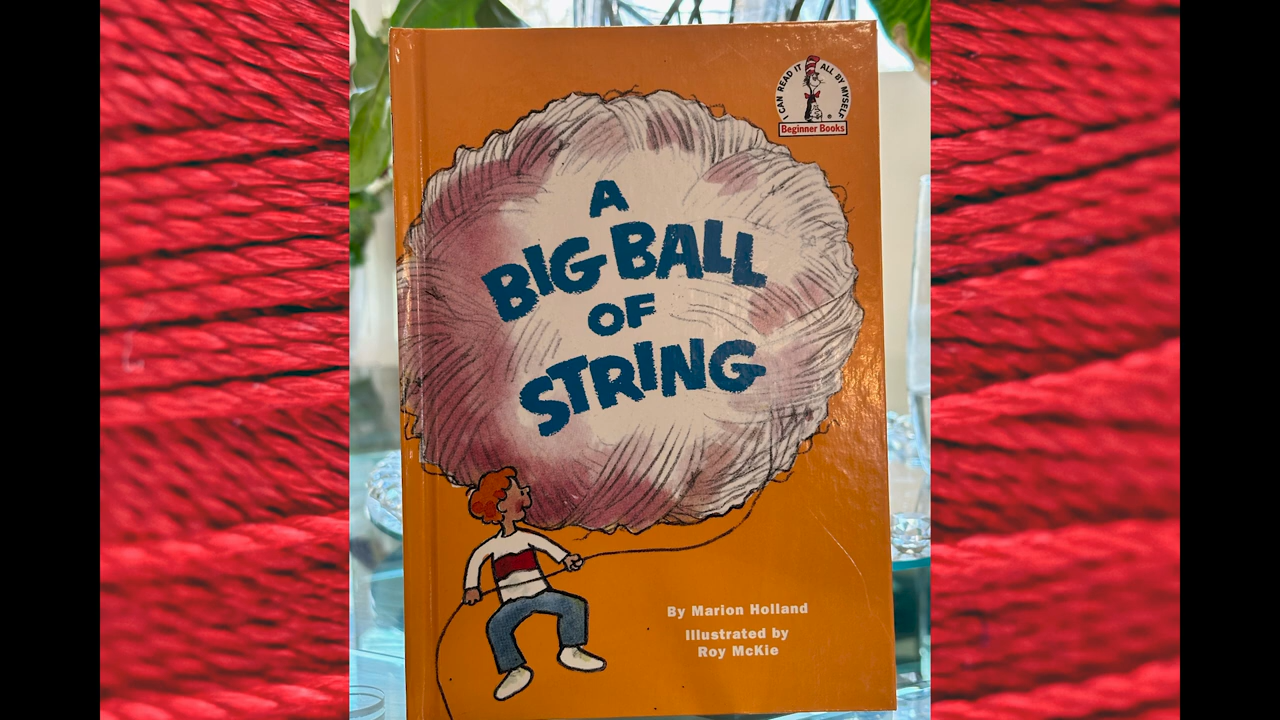 I CAN READ IT ALL BY MYSELF
Beginner Books
A
BIG BALL
OF
STRING
By Marion Holland
Illustrated by
Roy McKie